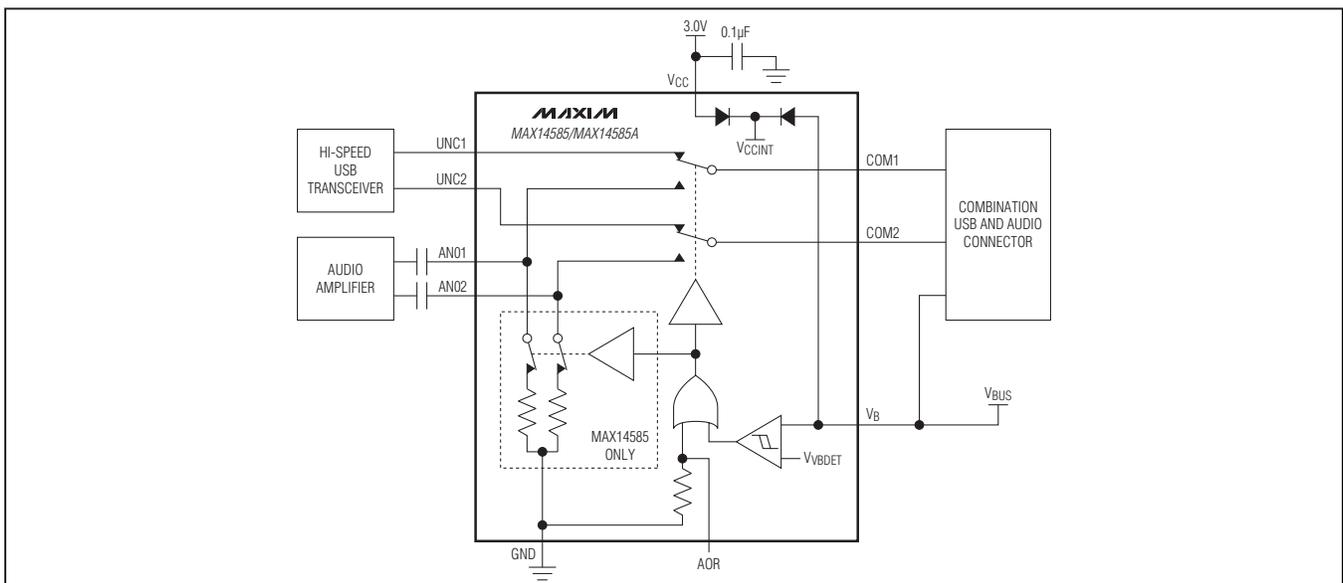 3.0V
0.1µF
VCC
MAXIM
MAX14585/MAX14585A
VCCINT
HI-SPEED
USB
TRANSCEIVER
UNC1
UNC2
COM1
COM2
COMBINATION
USB AND AUDIO
CONNECTOR
AUDIO
AMPLIFIER
AN01
AN02
MAX14585
ONLY
VB
VBUS
VVBDET
GND
AOR